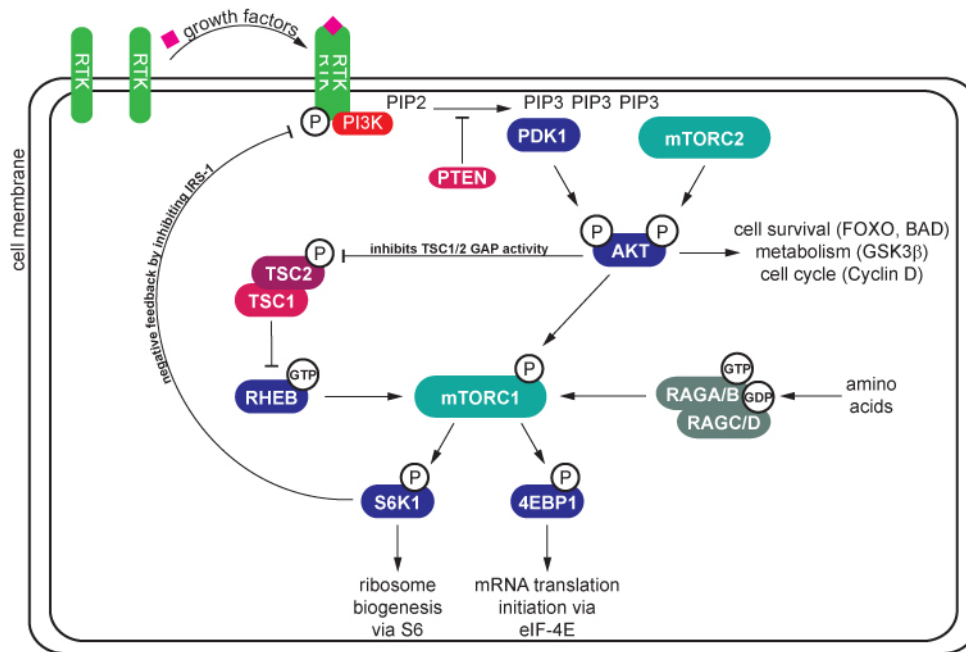 growth factors
RTK
RTK
RTK
RTK
PIP2
PIP3 PIP3 PIP3
P
PI3K
PDK1
mTORC2
PTEN
cell membrane
negative feedback by inhibiting IRS-1
P
P
AKT
cell survival (FOXO, BAD)
metabolism (GSK3β)
cell cycle (Cyclin D)
inhibits TSC1/2 GAP activity
P
TSC2
TSC1
GTP
RHEB
P
mTORC1
GTP
RAGA/B
GDP
RAGC/D
amino
acids
P
S6K1
P
4EBP1
ribosome
biogenesis
via S6
mRNA translation
initiation via
eIF-4E